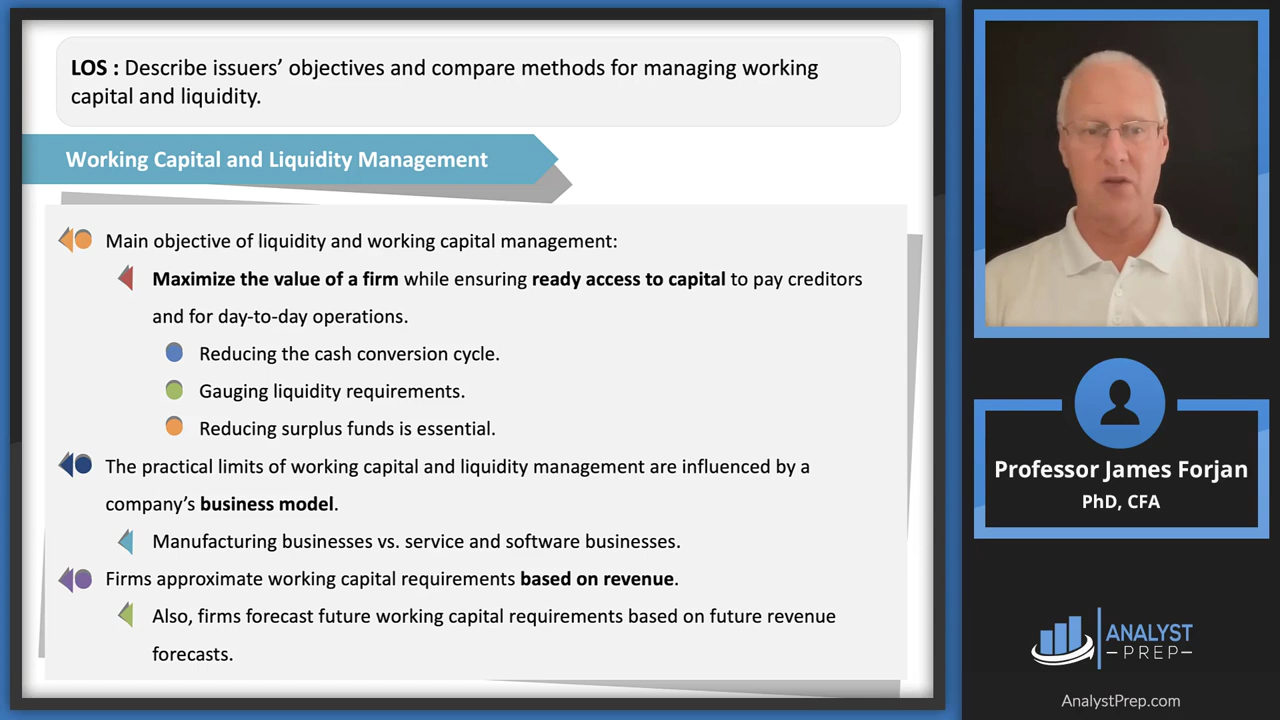 LOS : Describe issuers' objectives and compare methods for managing working
capital and liquidity.
Working Capital and Liquidity Management
Main objective of liquidity and working capital management:
Maximize the value of a firm while ensuring ready access to capital to pay creditors
and for day-to-day operations.
Reducing the cash conversion cycle.
Gauging liquidity requirements.
Reducing surplus funds is essential.
The practical limits of working capital and liquidity management are influenced by a
company's business model.
Manufacturing businesses vs. service and software businesses.
Firms approximate working capital requirements based on revenue.
Also, firms forecast future working capital requirements based on future revenue
forecasts.
Professor James Forjan
PhD, CFA
ANALYST
PREP
AnalystPrep.com